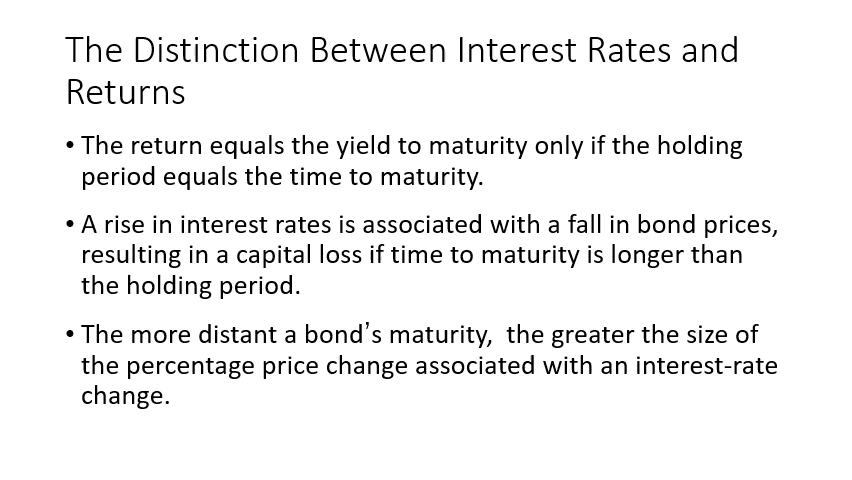 The Distinction Between Interest Rates and
Returns
• The return equals the yield to maturity only if the holding
period equals the time to maturity.
• A rise in interest rates is associated with a fall in bond prices,
resulting in a capital loss if time to maturity is longer than
the holding period.
• The more distant a bond’s maturity,  the greater the size of
the percentage price change associated with an interest-rate
change.